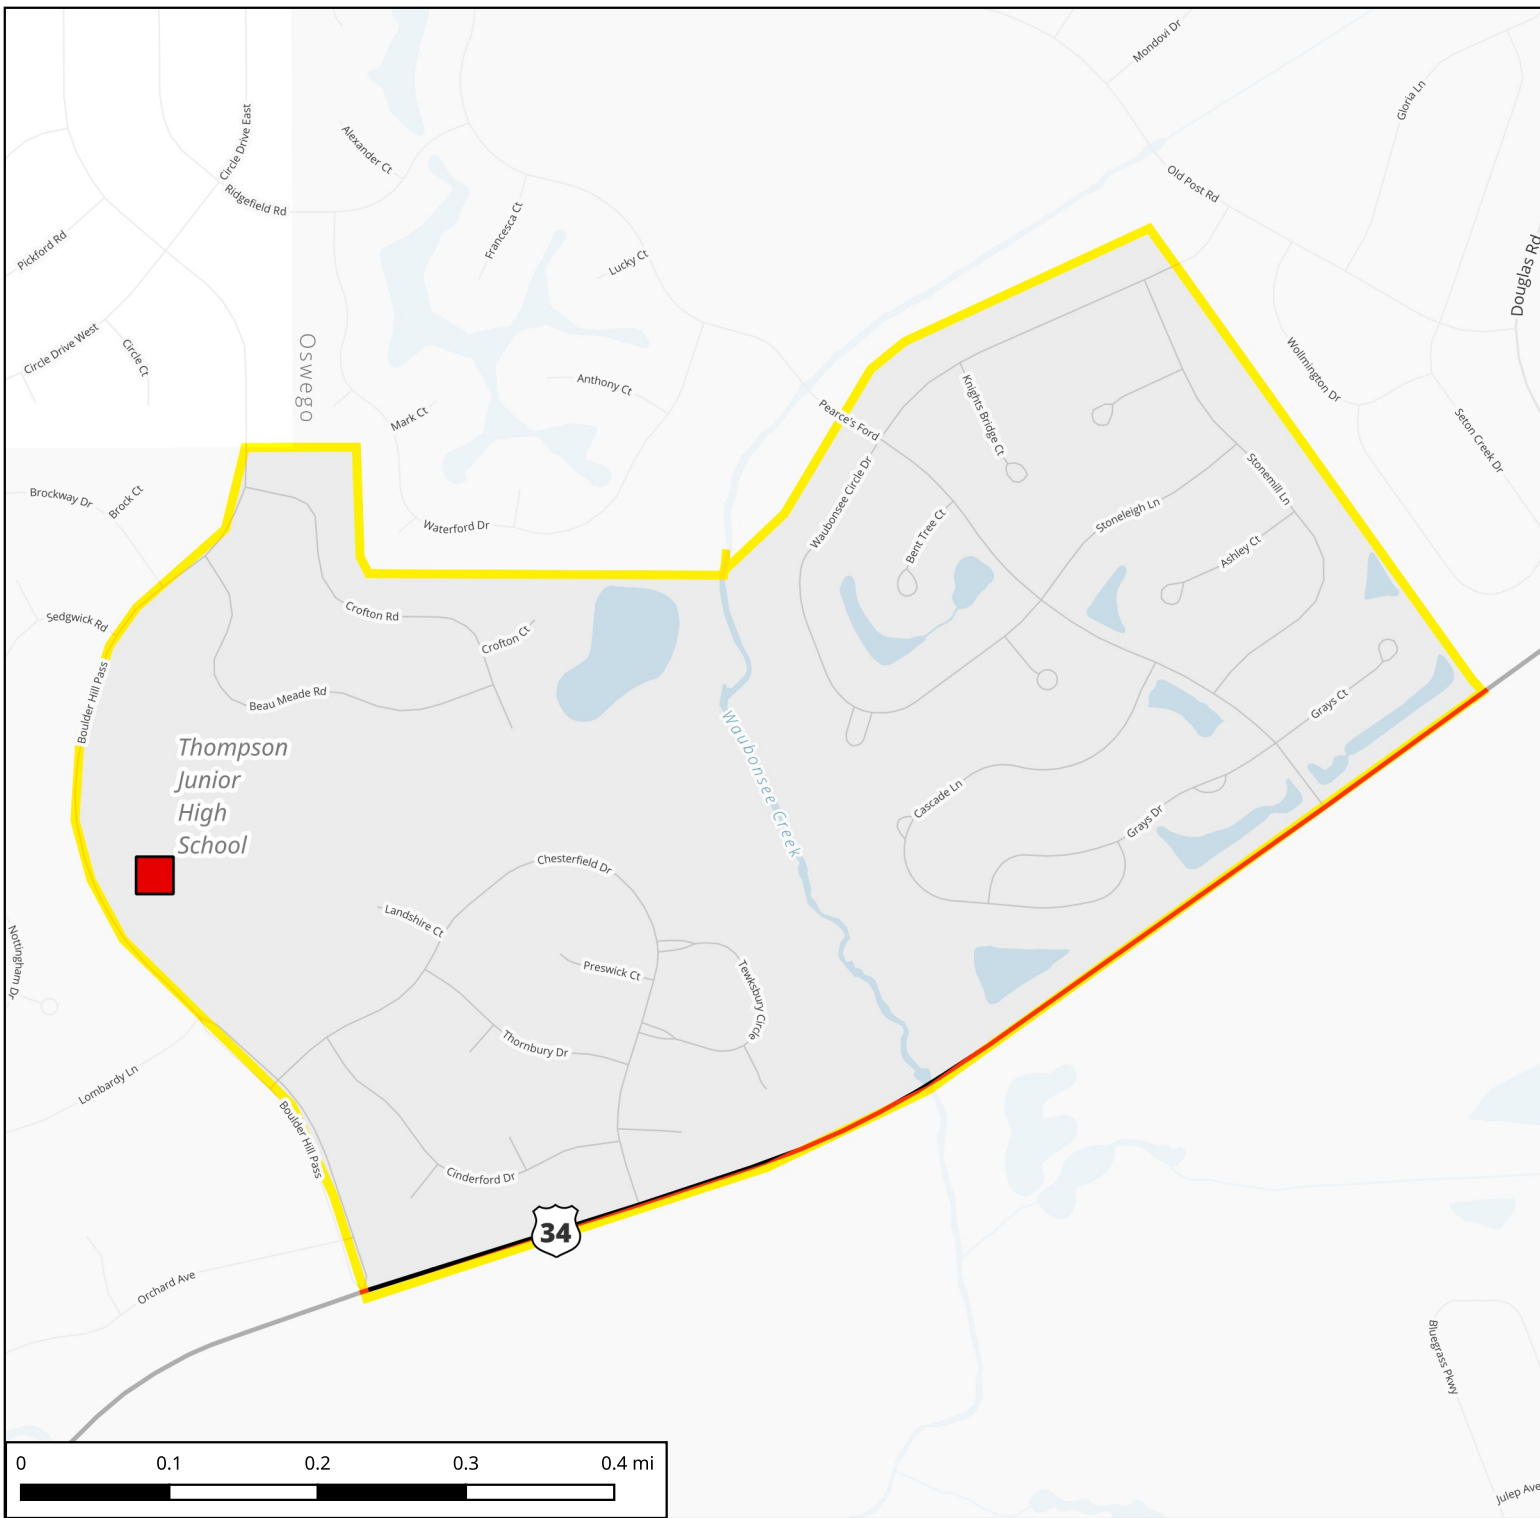 Mondovi Dr
Gloria Ln
Circle Drive East
Alexander Ct
Old Post Rd
Ridgefield Rd
Francesca Ct
Pickford Rd
Lucky Ct
Douglas Rd
Circle Drive West
Circle Ct
Oswego
Wollmington Dr
Anthony Ct
Mark Ct
Knights Bridge Ct
Pearce's Ford
Seton Creek Dr
Stonemill Ln
Brockway Dr
Brock Ct
Waterford Dr
Waubonsee Circle Dr
Bent Tree Ct
Stoneleigh Ln
Ashley Ct
Sedgwick Rd
Crofton Rd
Crofton Ct
Boulder Hill Pass
Beau Meade Rd
Grays Ct
Thompson
Junior
High
School
Waubonsee Creek
Cascade Ln
Grays Dr
Chesterfield Dr
Landshire Ct
Nottingham Dr
Preswick Ct
Tewksbury Circle
Thornbury Dr
Lombardy Ln
Boulder Hill Pass
Cinderford Dr
34
Orchard Ave
Bluegrass Pkwy
0 0.1 0.2 0.3 0.4 mi
Julep Ave